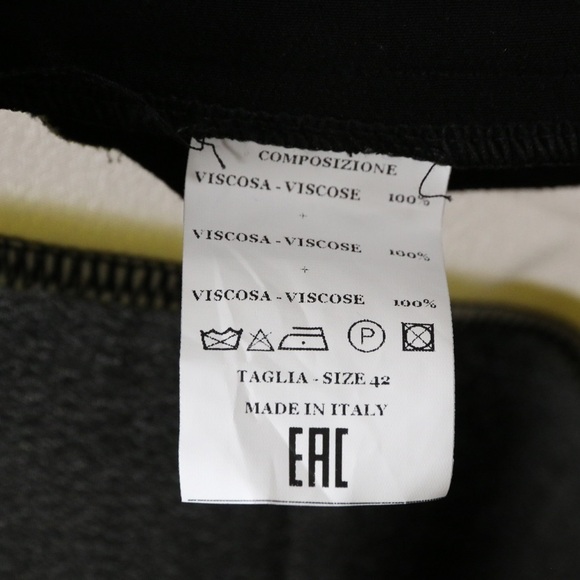 COMPOSIZIONE
VISCOSA - VISCOSE 100%
+
VISCOSA - VISCOSE 100%
+
VISCOSA - VISCOSE 100%
P
TAGLIA - SIZE 42
MADE IN ITALY
EAC